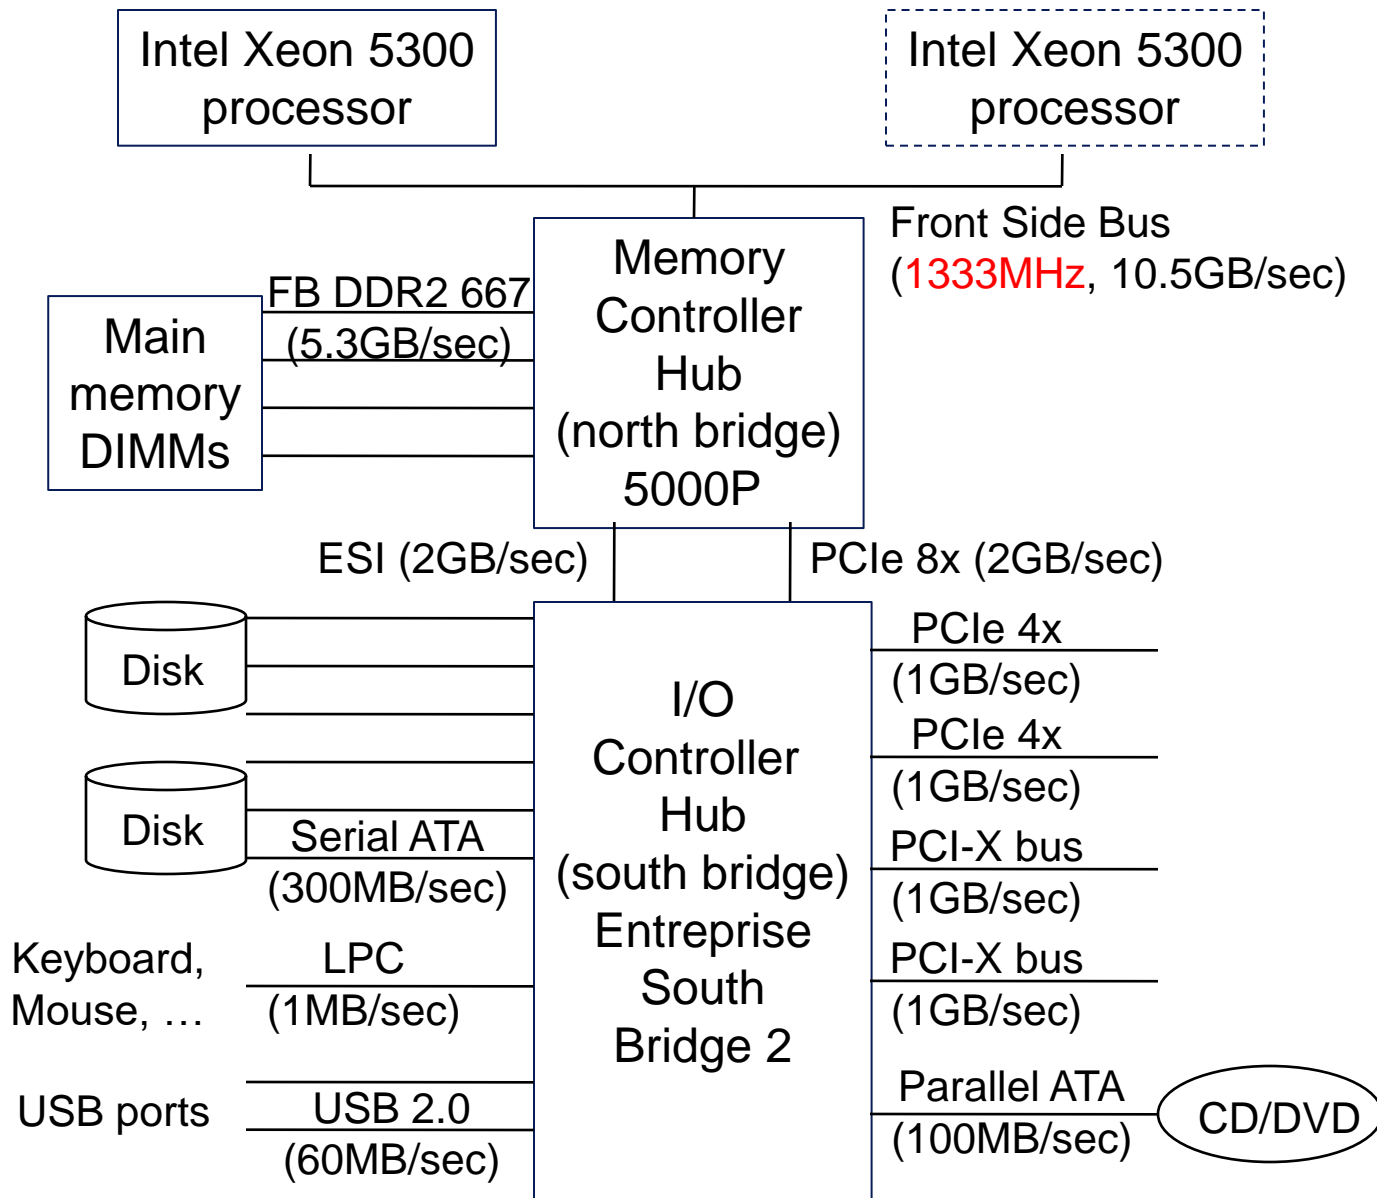 Intel Xeon 5300
processor
Intel Xeon 5300
processor
Front Side Bus
(1333MHz, 10.5GB/sec)
Memory
Controller
Hub
(north bridge)
5000P
FB DDR2 667
(5.3GB/sec)
Main
memory
DIMMs
ESI (2GB/sec)
PCIe 8x (2GB/sec)
Disk
Disk
Serial ATA
(300MB/sec)
Keyboard,
Mouse, …
LPC
(1MB/sec)
USB ports
USB 2.0
(60MB/sec)
I/O
Controller
Hub
(south bridge)
Entreprise
South
Bridge 2
PCIe 4x
(1GB/sec)
PCIe 4x
(1GB/sec)
PCI-X bus
(1GB/sec)
PCI-X bus
(1GB/sec)
Parallel ATA
(100MB/sec)
CD/DVD